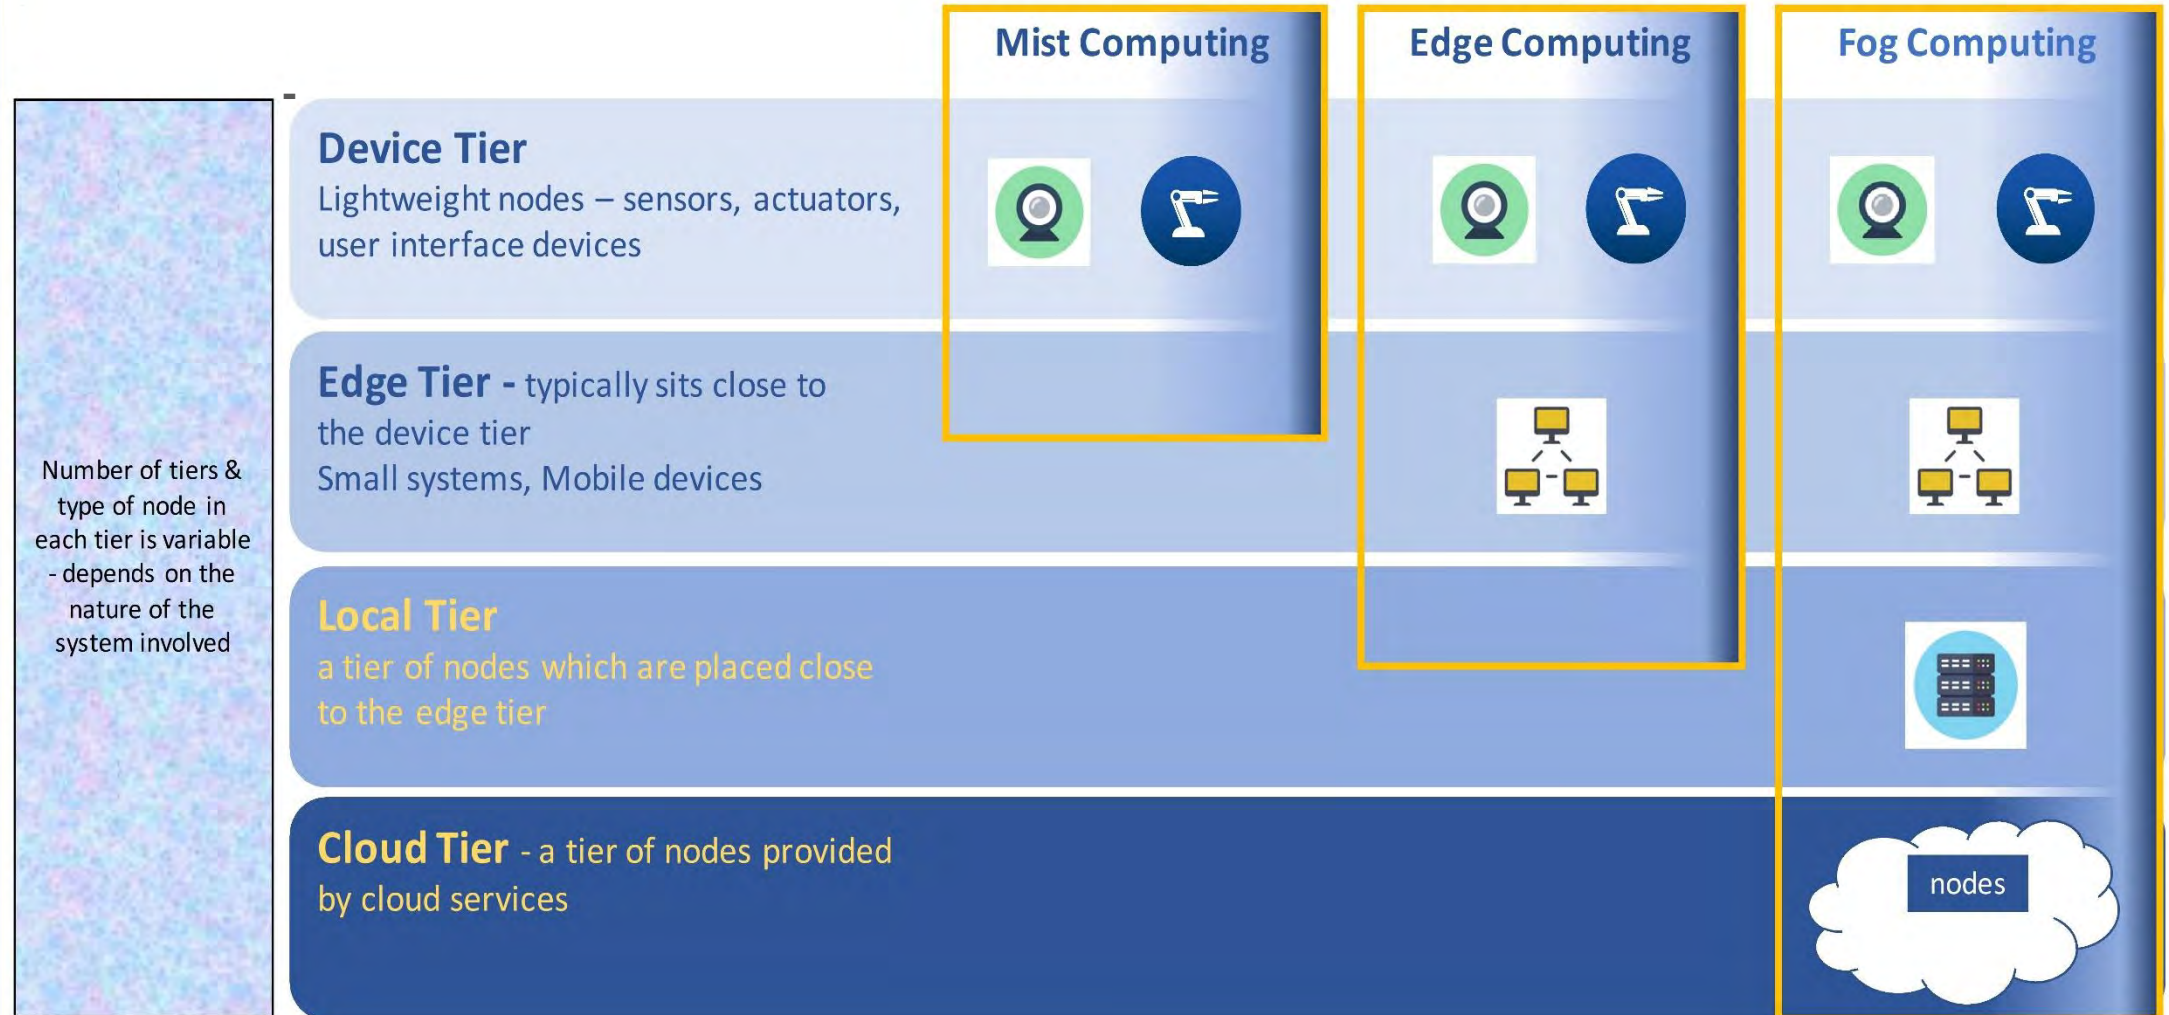 Mist Computing
Edge Computing
Fog Computing
Device Tier
Lightweight nodes – sensors, actuators,
user interface devices
Edge Tier - typically sits close to
the device tier
Small systems, Mobile devices
Number of tiers &
type of node in
each tier is variable
- depends on the
nature of the
system involved
Local Tier
a tier of nodes which are placed close
to the edge tier
Cloud Tier - a tier of nodes provided
by cloud services
nodes